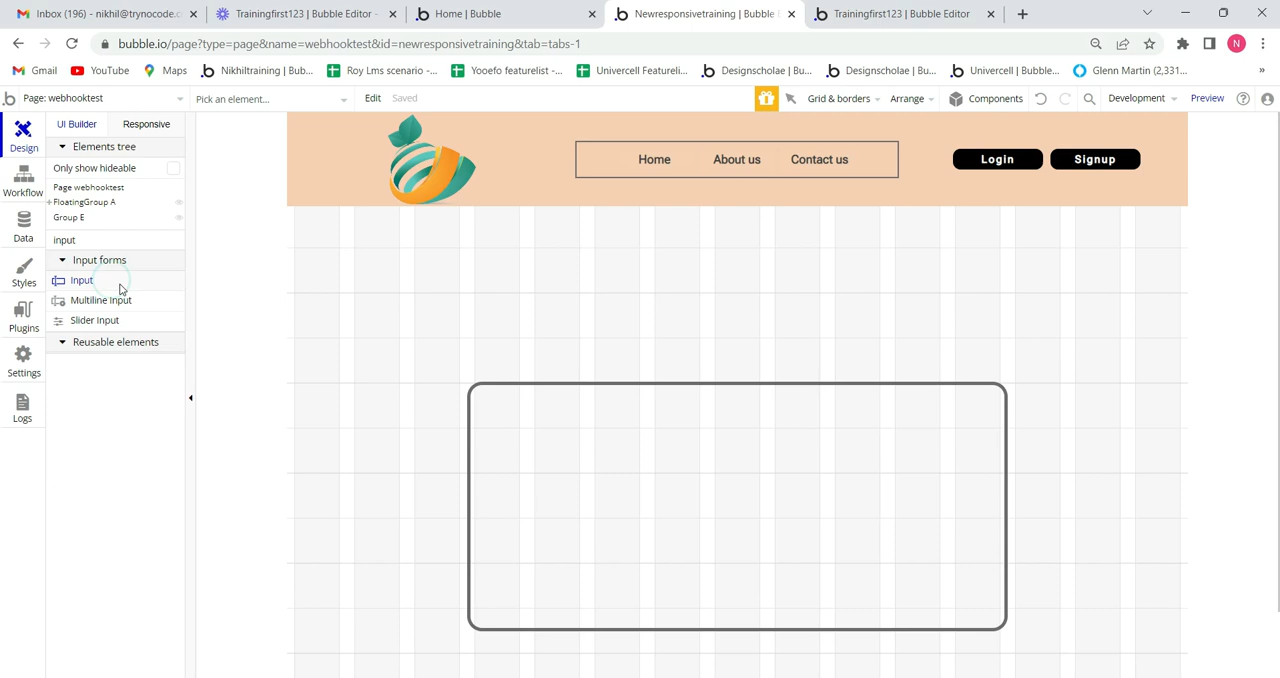 Inbox (196) - nikhil@trynocode.c
Trainingfirst123 | Bubble Editor -
Home | Bubble
Newresponsivetraining | Bubble
Trainingfirst123 | Bubble Editor
bubble.io/page?type=page&name=webhooktest&id=newresponsivetraining&tab=tabs-1
N
Gmail
YouTube
Maps
Nikhiltraining | Bub...
Roy Lms scenario -...
Yooefo featurelist -...
Univercell Featureli...
Designscholae | Bu...
Designscholae | Bu...
Univercell | Bubble...
Glenn Martin (2,331...
»
Page: webhooktest
Pick an element...
Edit
Saved
Grid & borders
Arrange
Components
Development
Preview
UI Builder
Responsive
Design
Workflow
Data
Styles
Plugins
Settings
Logs
Elements tree
Only show hideable
Page webhooktest
+ FloatingGroup A
Group E
input
Input forms
Input
Multiline Input
Slider Input
Reusable elements
Home
About us
Contact us
Login
Signup